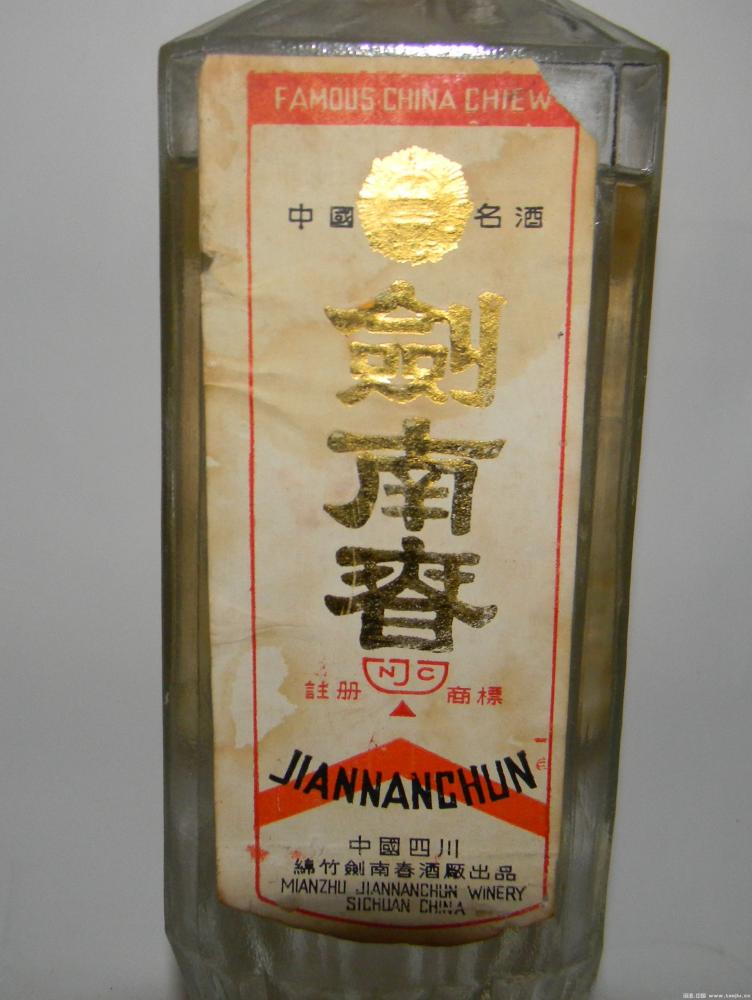 FAMOUS CHINA CHIEW
中國 名酒
劍
南
春
NJC
註册 商標
JIANNANCHUN
中國四川
綿竹劍南春酒厰出品
MIANZHU JIANNANCHUN WINERY
SICHUAN CHINA